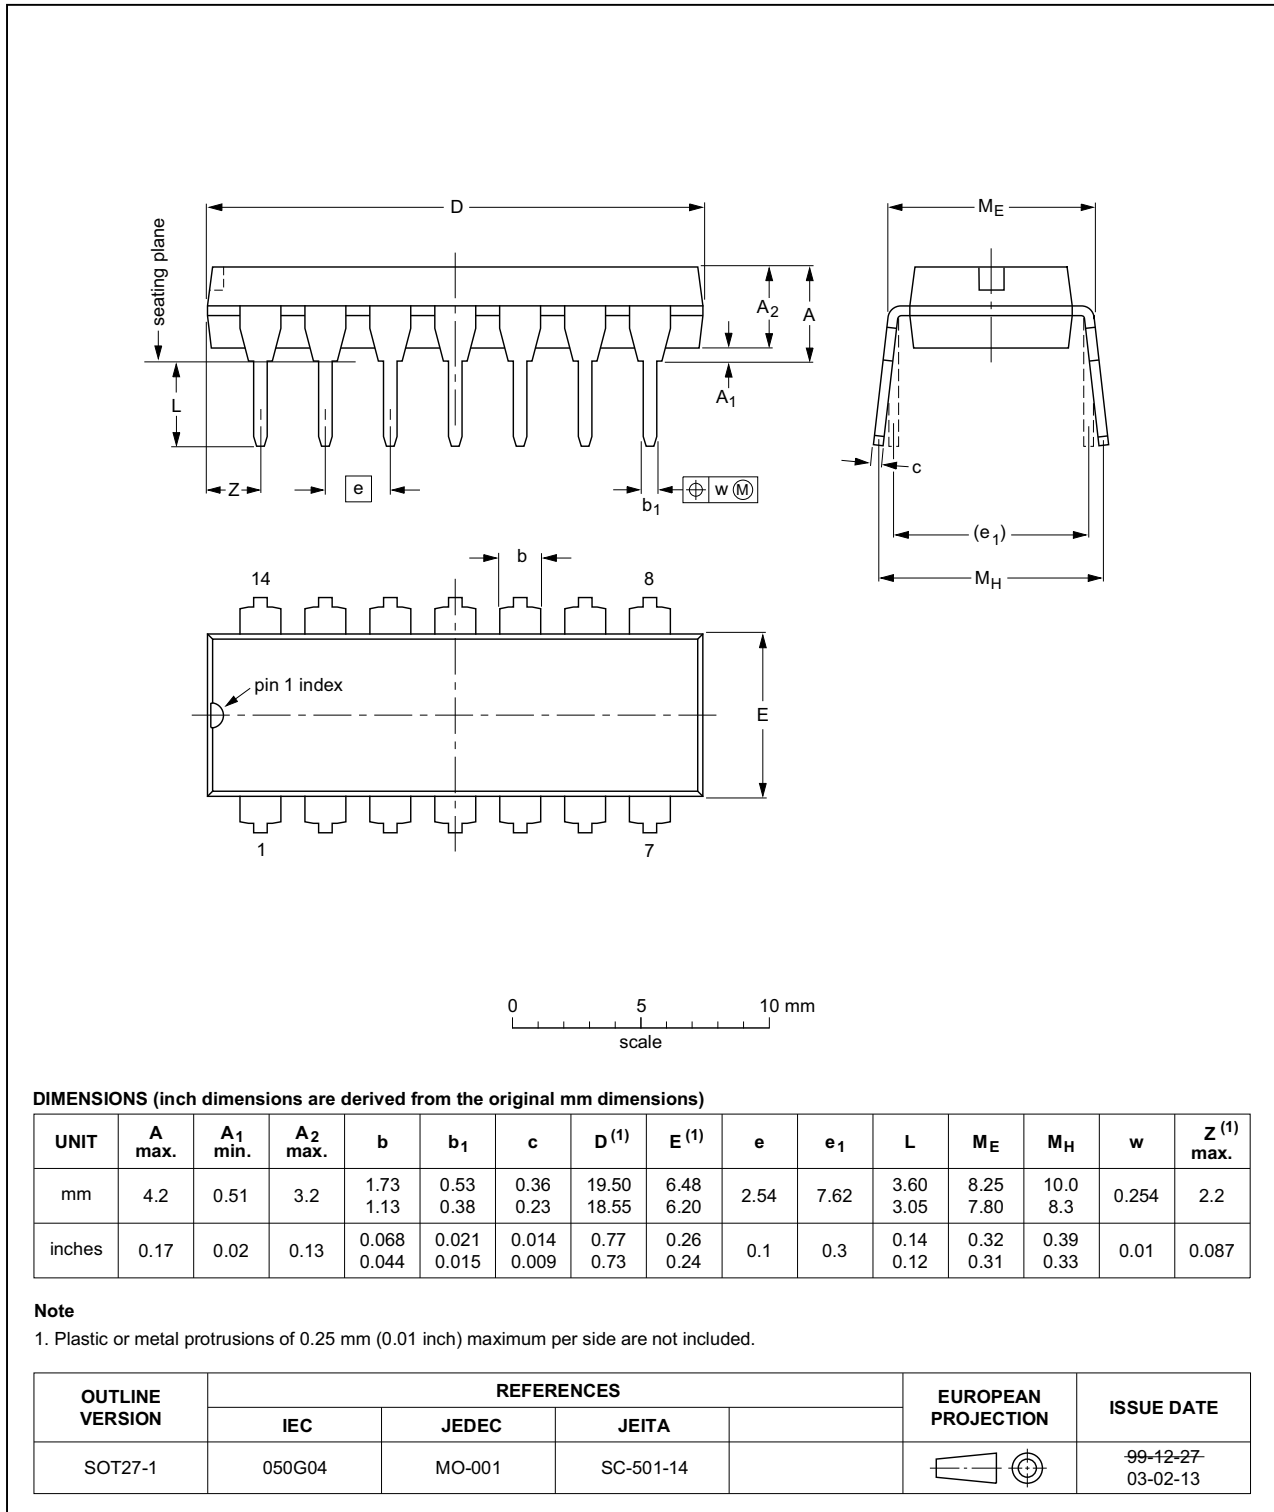 D
M_E
seating plane
A2
A
L
A1
c
Z
e
b1
w M
(e1)
M_H
b
14
8
pin 1 index
E
1
7
0 5 10 mm
scale
DIMENSIONS (inch dimensions are derived from the original mm dimensions)
UNIT A max. A1 min. A2 max. b b1 c D(1) E(1) e e1 L ME MH w Z(1) max.
mm 4.2 0.51 3.2 1.73 1.13 0.53 0.38 0.36 0.23 19.50 18.55 6.48 6.20 2.54 7.62 3.60 3.05 8.25 7.80 10.0 8.3 0.254 2.2
inches 0.17 0.02 0.13 0.068 0.044 0.021 0.015 0.014 0.009 0.77 0.73 0.26 0.24 0.1 0.3 0.14 0.12 0.32 0.31 0.39 0.33 0.01 0.087
Note
1. Plastic or metal protrusions of 0.25 mm (0.01 inch) maximum per side are not included.
OUTLINE VERSION REFERENCES EUROPEAN PROJECTION ISSUE DATE
IEC JEDEC JEITA
SOT27-1 050G04 MO-001 SC-501-14 99-12-27
03-02-13